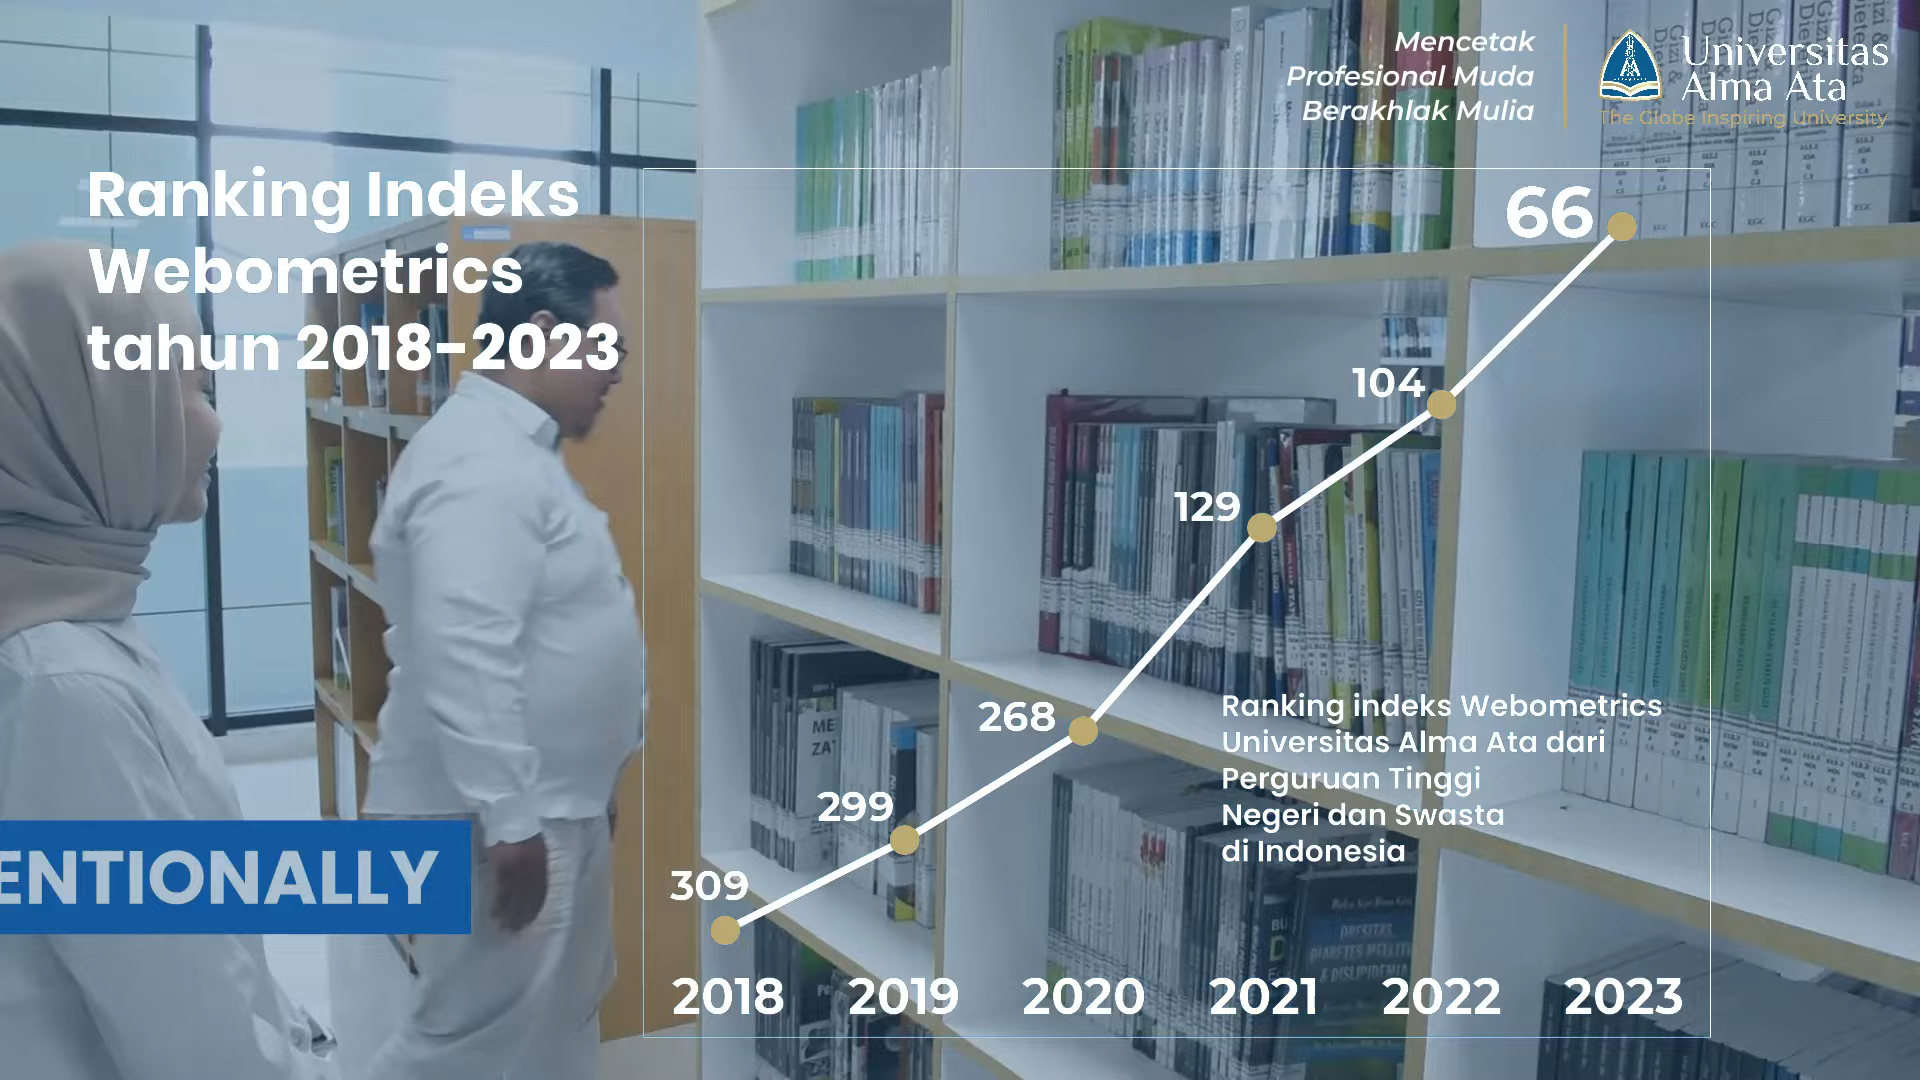 Mencetak
Profesional Muda
Berakhlak Mulia
Universitas
Alma Ata
The Globe Inspiring University
Ranking Indeks
Webometrics
tahun 2018-2023
66
104
129
268
299
309
Ranking indeks Webometrics
Universitas Alma Ata dari
Perguruan Tinggi
Negeri dan Swasta
di Indonesia
ENTIONALLY
2018 2019 2020 2021 2022 2023